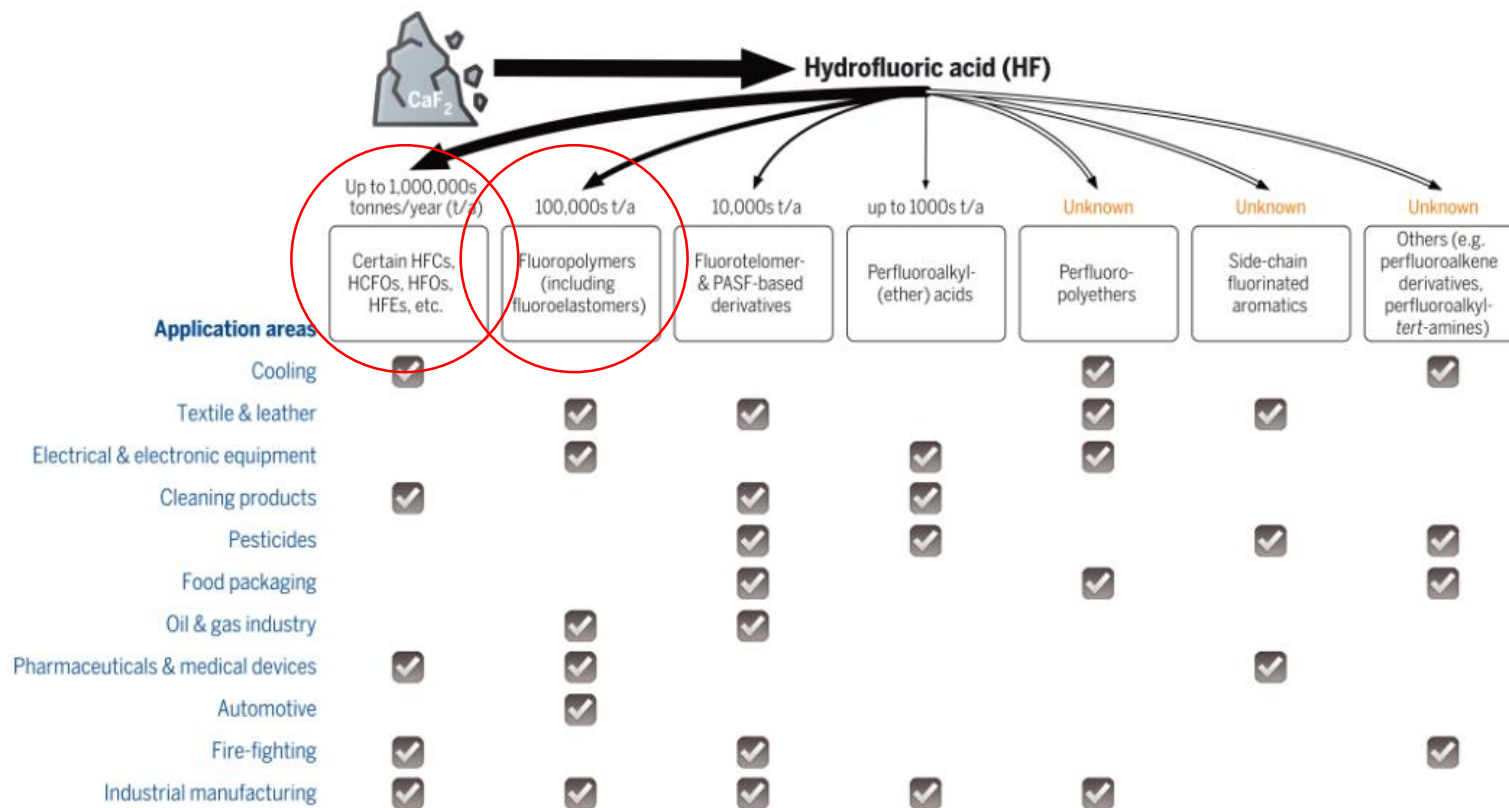 CaF2
Hydrofluoric acid (HF)
Up to 1,000,000s
tonnes/year (t/a)
100,000s t/a
10,000s t/a
up to 1000s t/a
Unknown
Unknown
Unknown
Certain HFCs,
HCFOs, HFOs,
HFEs, etc.
Fluoropolymers
(including
fluoroelastomers)
Fluorotelomer-
& PASF-based
derivatives
Perfluoroalkyl-
(ether) acids
Perfluoro-
polyethers
Side-chain
fluorinated
aromatics
Others (e.g.
perfluoroalkene
derivatives,
perfluoroalkyl-
tert-amines)
Application areas
Cooling
Textile & leather
Electrical & electronic equipment
Cleaning products
Pesticides
Food packaging
Oil & gas industry
Pharmaceuticals & medical devices
Automotive
Fire-fighting
Industrial manufacturing